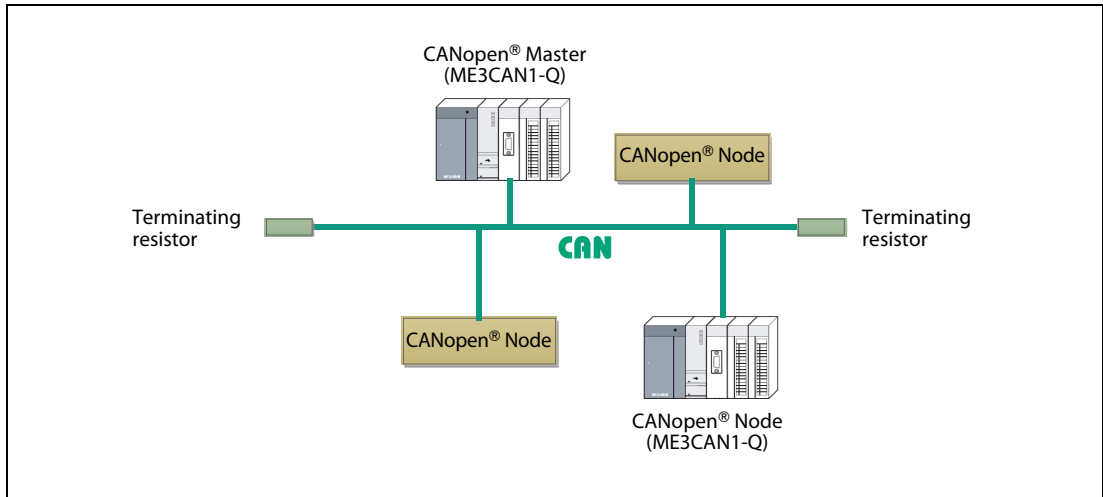 CANopen® Master
(ME3CAN1-Q)
CANopen® Node
Terminating
resistor
Terminating
resistor
CAN
CANopen® Node
CANopen® Node
(ME3CAN1-Q)